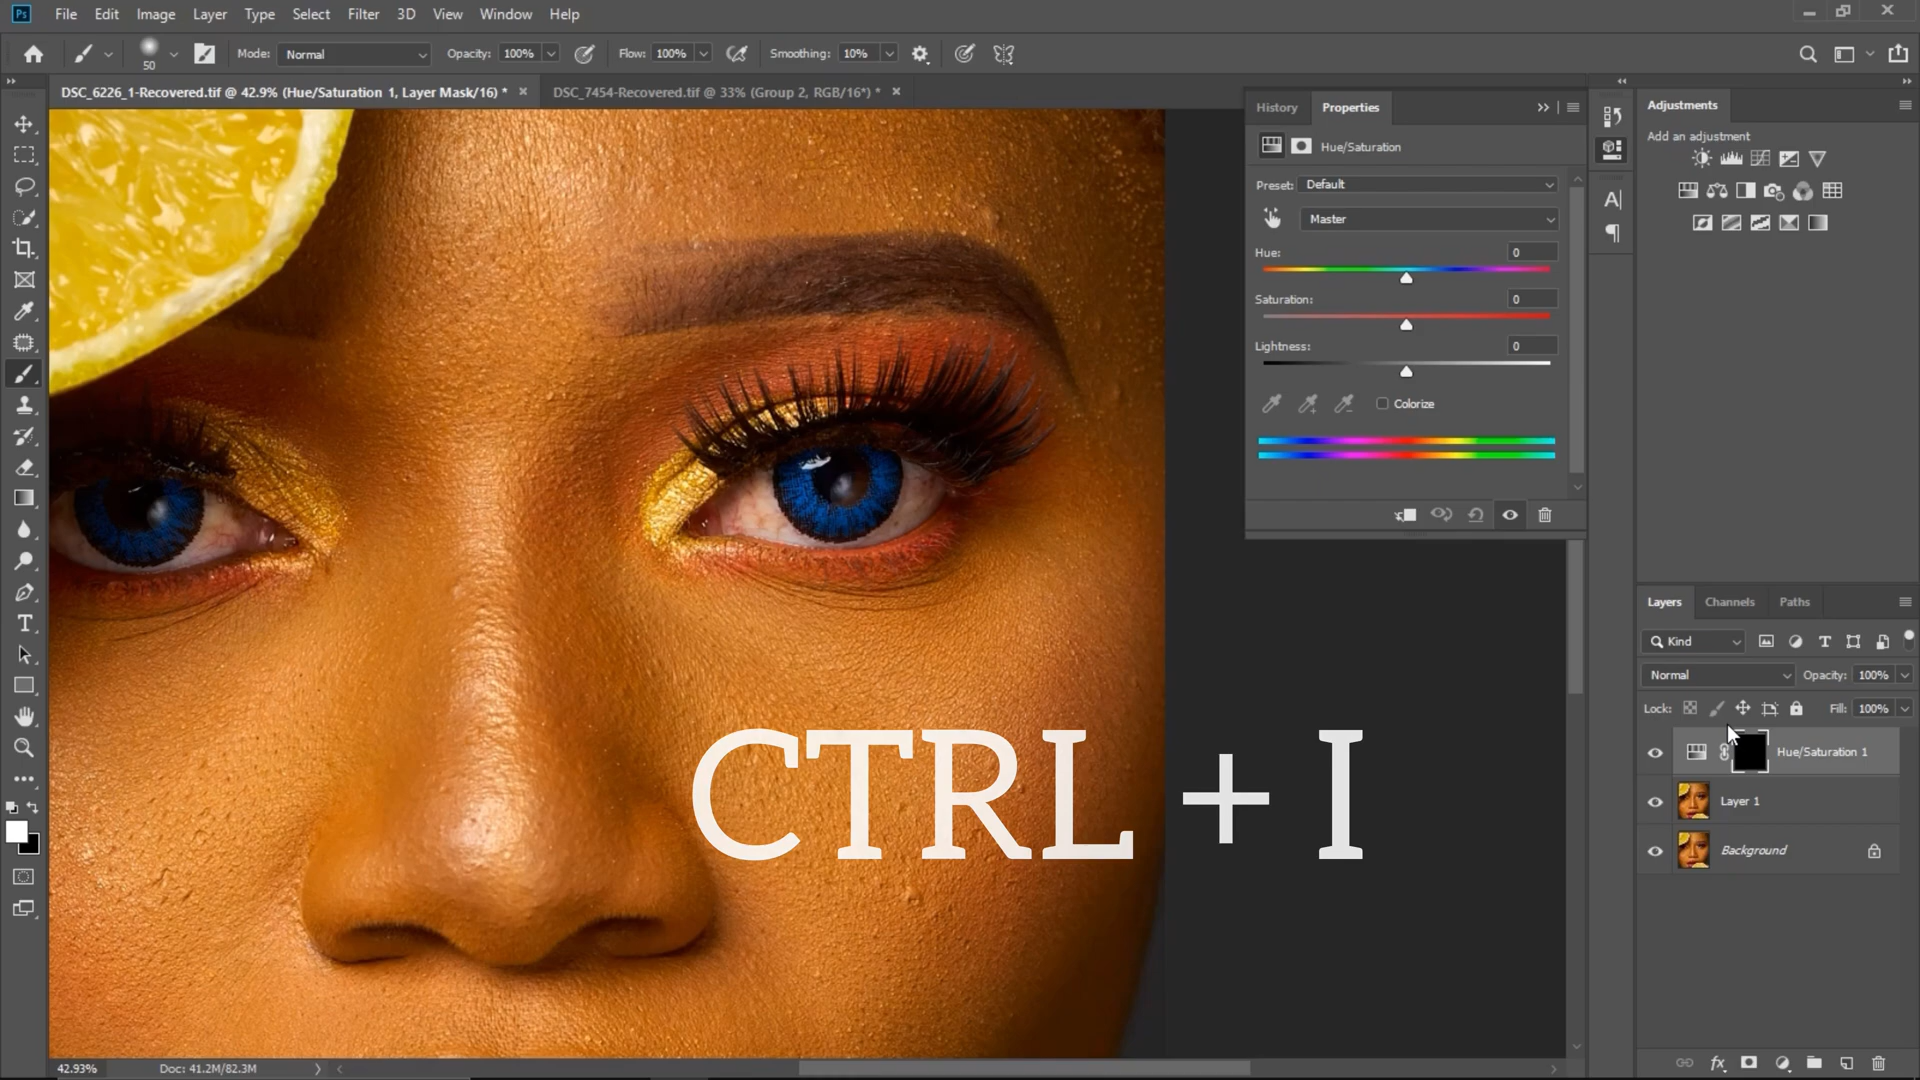 Ps File Edit Image Layer Type Select Filter 3D View Window Help
50 Mode: Normal Opacity: 100% Flow: 100% Smoothing: 10%
DSC_6226_1-Recovered.tif @ 42.9% (Hue/Saturation 1, Layer Mask/16) * × DSC_7454-Recovered.tif @ 33% (Group 2, RGB/16*) * ×
History Properties
Hue/Saturation
Preset: Default
Master
Hue: 0
Saturation: 0
Lightness: 0
Colorize
Adjustments
Add an adjustment
Layers Channels Paths
Kind
Normal Opacity: 100%
Lock: Fill: 100%
Hue/Saturation 1
Layer 1
Background
CTRL + I
42.93% Doc: 41.2M/82.3M